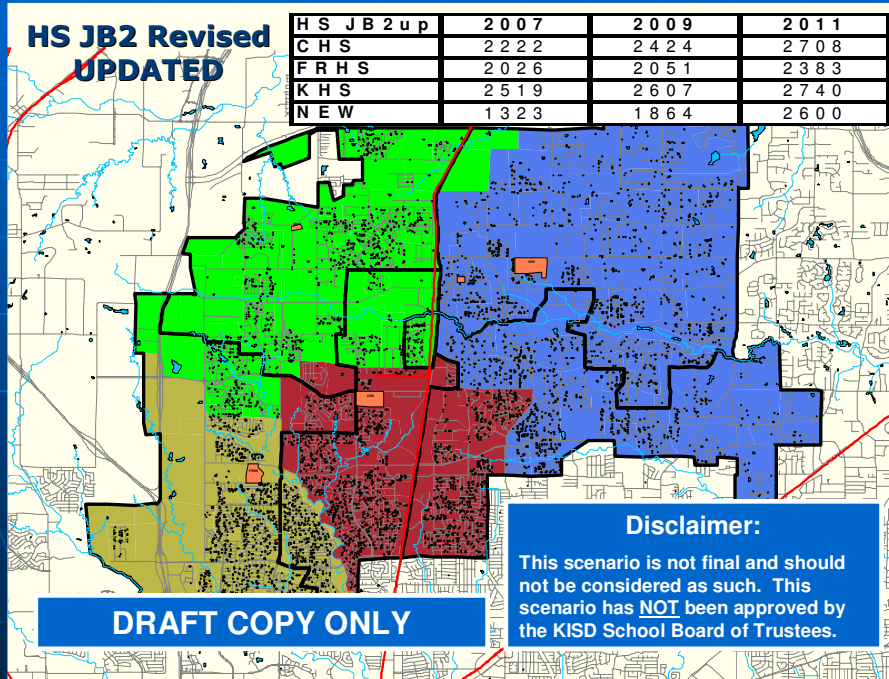 HS JB2 Revised
UPDATED
HS JB2up 2007 2009 2011
CHS 2222 2424 2708
FRHS 2026 2051 2383
KHS 2519 2607 2740
NEW 1323 1864 2600
Disclaimer:
This scenario is not final and should
not be considered as such. This
scenario has NOT been approved by
the KISD School Board of Trustees.
DRAFT COPY ONLY